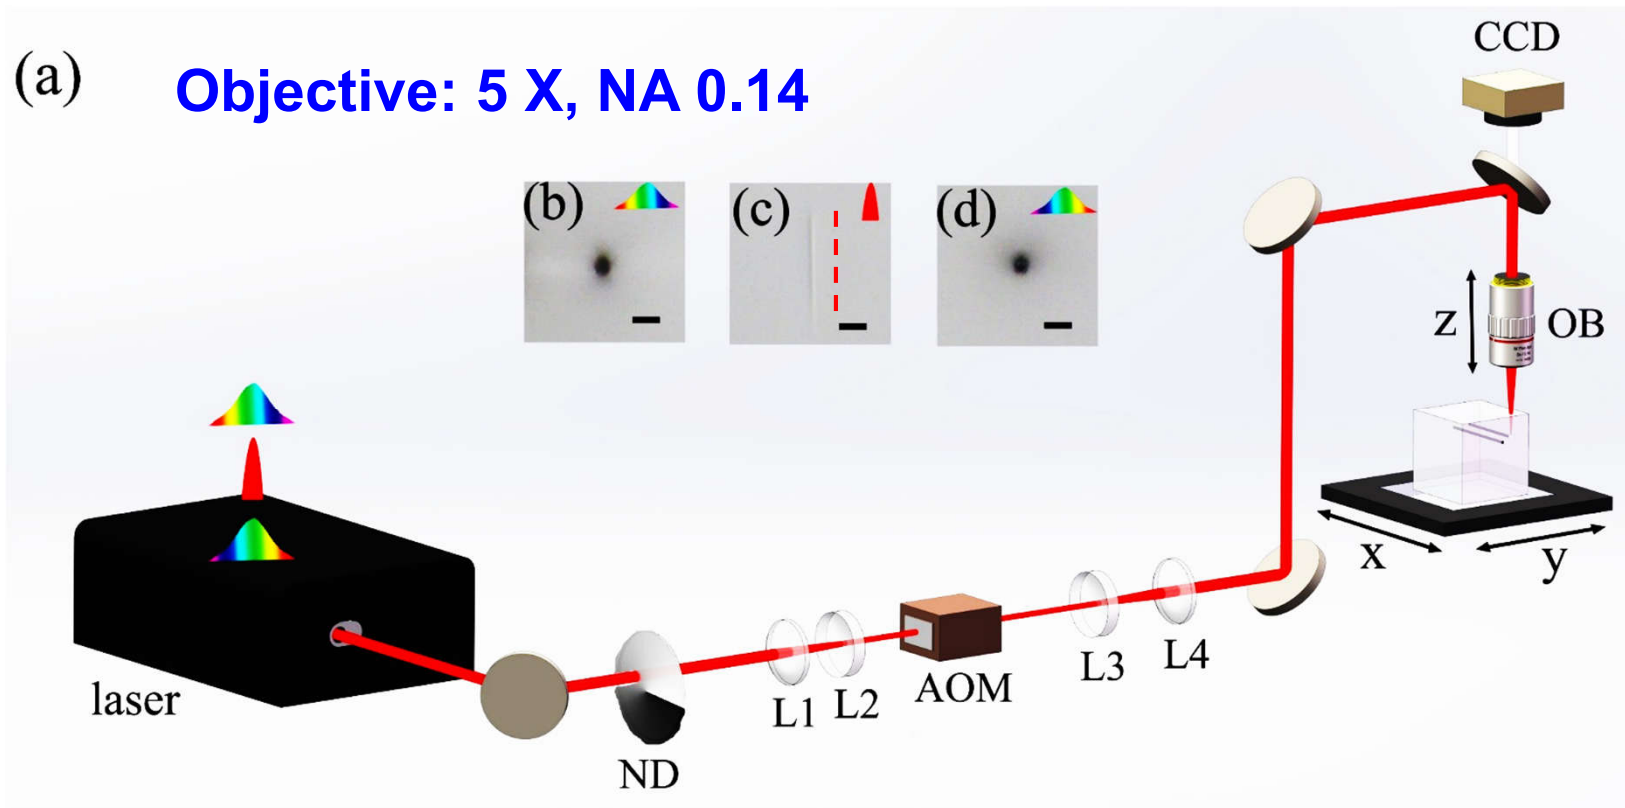 (a)
Objective: 5 X, NA 0.14
CCD
(b)
(c)
(d)
z
OB
x
y
laser
ND
L1
L2
AOM
L3
L4